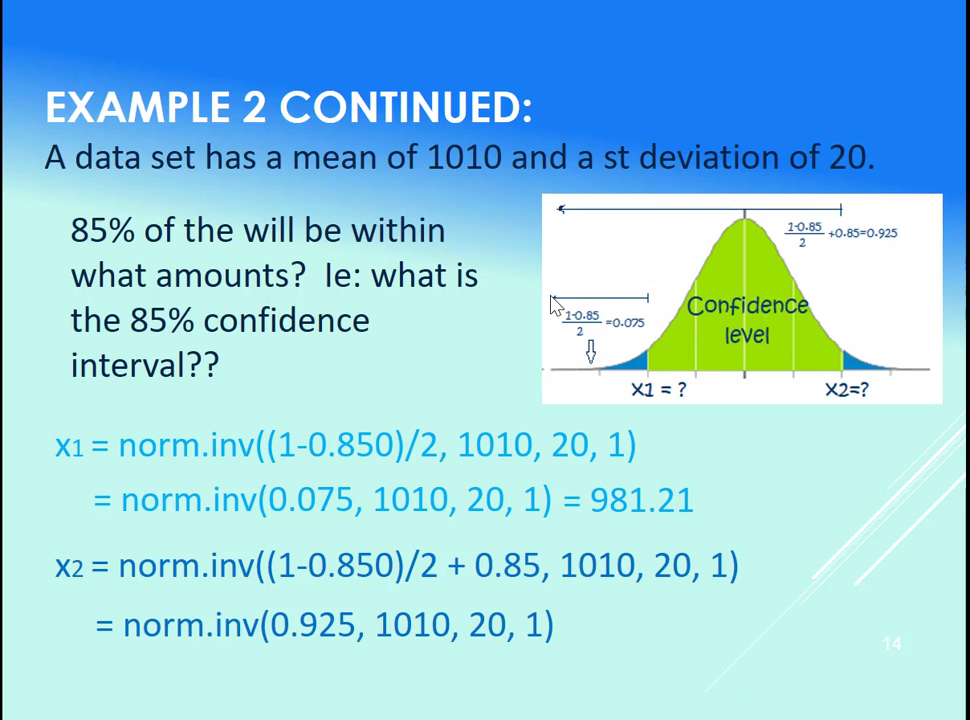 EXAMPLE 2 CONTINUED:
A data set has a mean of 1010 and a st deviation of 20.
85% of the will be within
what amounts?  Ie: what is
the 85% confidence
interval??
1-0.85
2
+0.85=0.925
1-0.85
2
=0.075
Confidence
level
X1 = ?
X2=?
x1 = norm.inv((1-0.850)/2, 1010, 20, 1)
= norm.inv(0.075, 1010, 20, 1) = 981.21
x2 = norm.inv((1-0.850)/2 + 0.85, 1010, 20, 1)
= norm.inv(0.925, 1010, 20, 1)
14